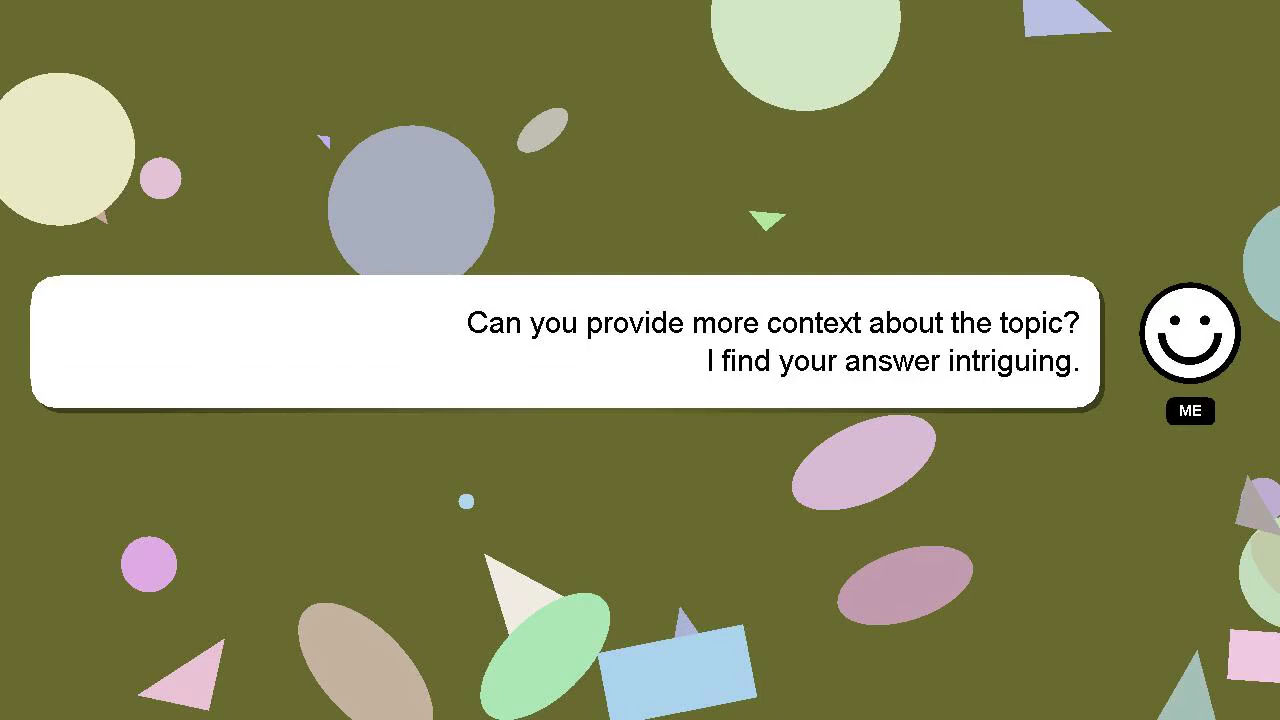 Can you provide more context about the topic?
I find your answer intriguing.
ME